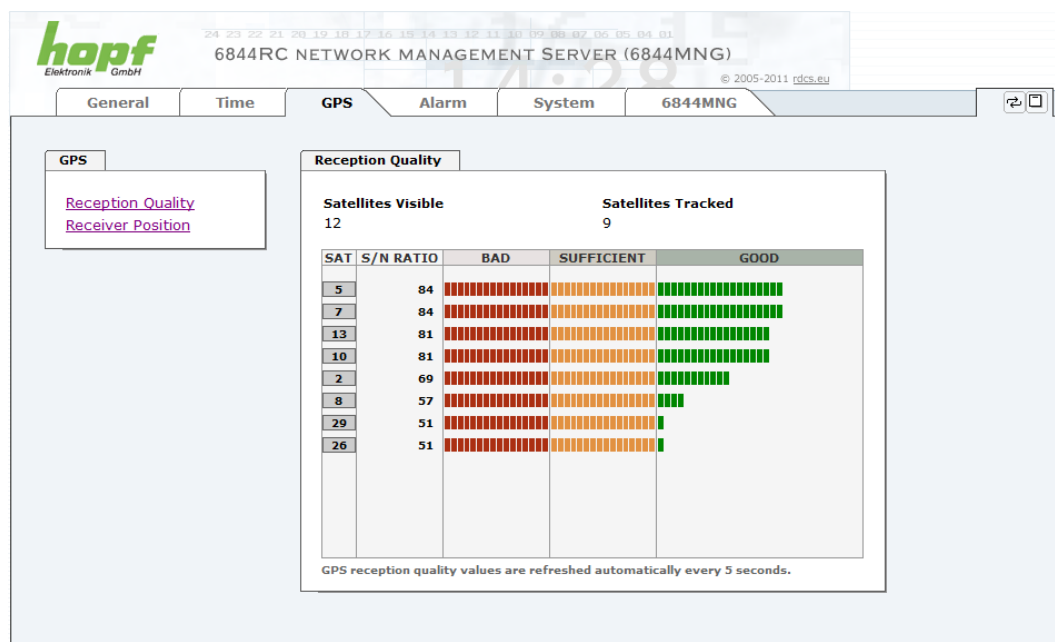 hopf
Elektronik GmbH
24 23 22 21 20 19 18 17 16 15 14 13 12 11 10 09 08 07 06 05 04 01
6844RC NETWORK MANAGEMENT SERVER (6844MNG)
14:28
© 2005-2011 rdcs.eu
General Time GPS Alarm System 6844MNG
GPS
Reception Quality
Receiver Position
Reception Quality
Satellites Visible Satellites Tracked
12 9
SAT S/N RATIO BAD SUFFICIENT GOOD
5 84
7 84
13 81
10 81
2 69
8 57
29 51
26 51
GPS reception quality values are refreshed automatically every 5 seconds.